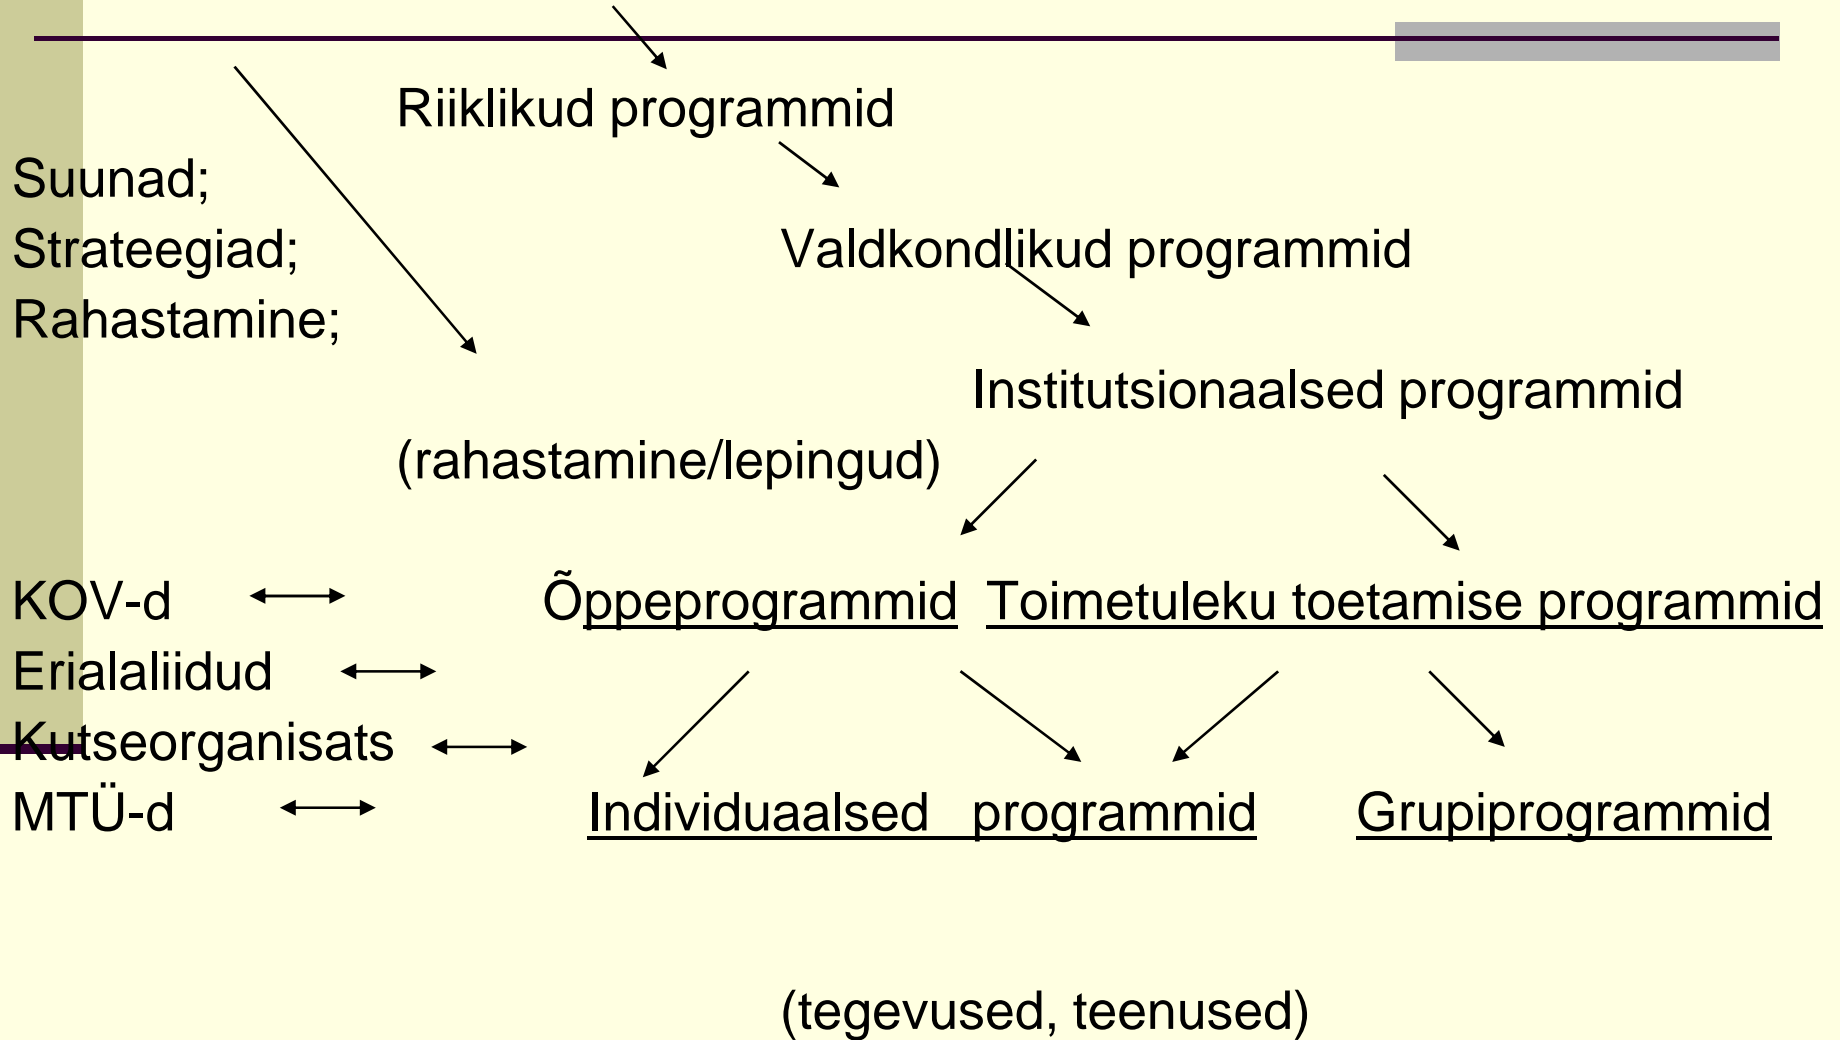 Riiklikud programmid
Suunad;
Strateegiad; Valdkondlikud programmid
Rahastamine;
Institutsionaalsed programmid
(rahastamine/lepingud)
KOV-d Õppeprogrammid Toimetuleku toetamise programmid
Erialaliidud
Kutseorganisats
MTÜ-d Individuaalsed programmid Grupiprogrammid
(tegevused, teenused)